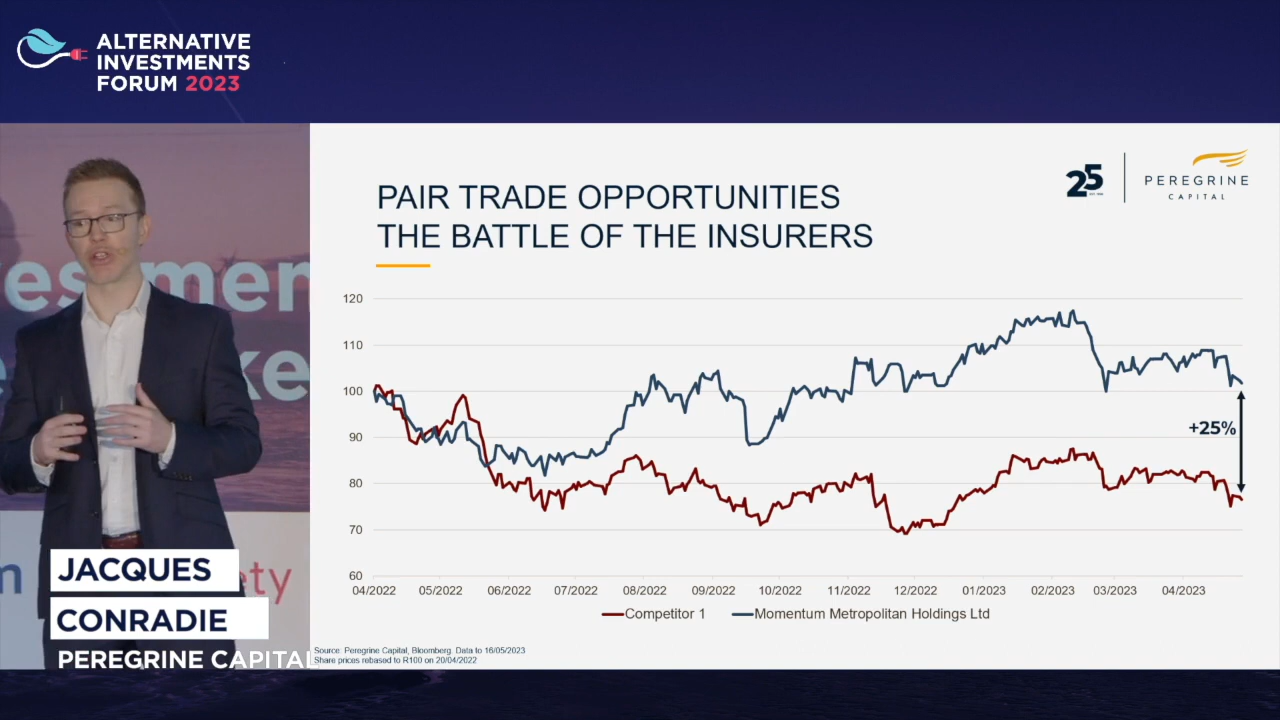 ALTERNATIVE
INVESTMENTS
FORUM 2023
25
PEREGRINE
CAPITAL
PAIR TRADE OPPORTUNITIES
THE BATTLE OF THE INSURERS
120
110
100
90
80
70
60
+25%
04/2022 05/2022 06/2022 07/2022 08/2022 09/2022 10/2022 11/2022 12/2022 01/2023 02/2023 03/2023 04/2023
Competitor 1 Momentum Metropolitan Holdings Ltd
Source: Peregrine Capital, Bloomberg. Data to 16/05/2023
Share prices rebased to R100 on 20/04/2022
JACQUES
CONRADIE
PEREGRINE CAPITAL